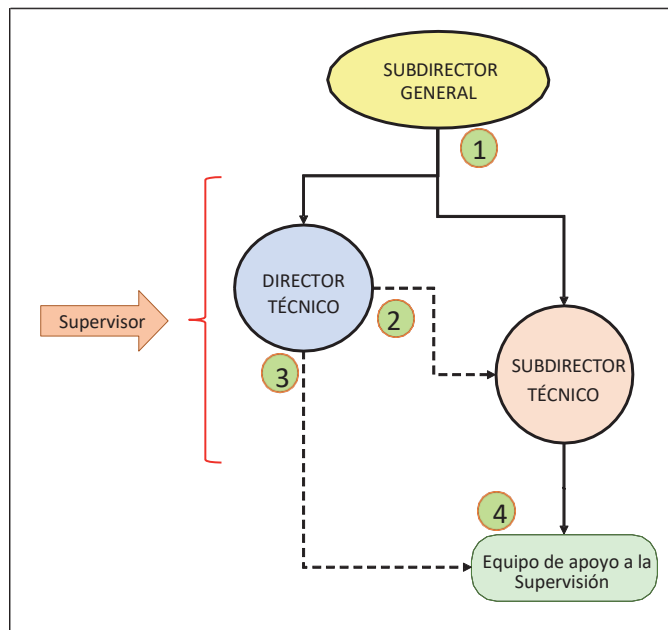 SUBDIRECTOR
GENERAL
1
DIRECTOR
TÉCNICO
2
Supervisor
3
SUBDIRECTOR
TÉCNICO
4
Equipo de apoyo a la
Supervisión